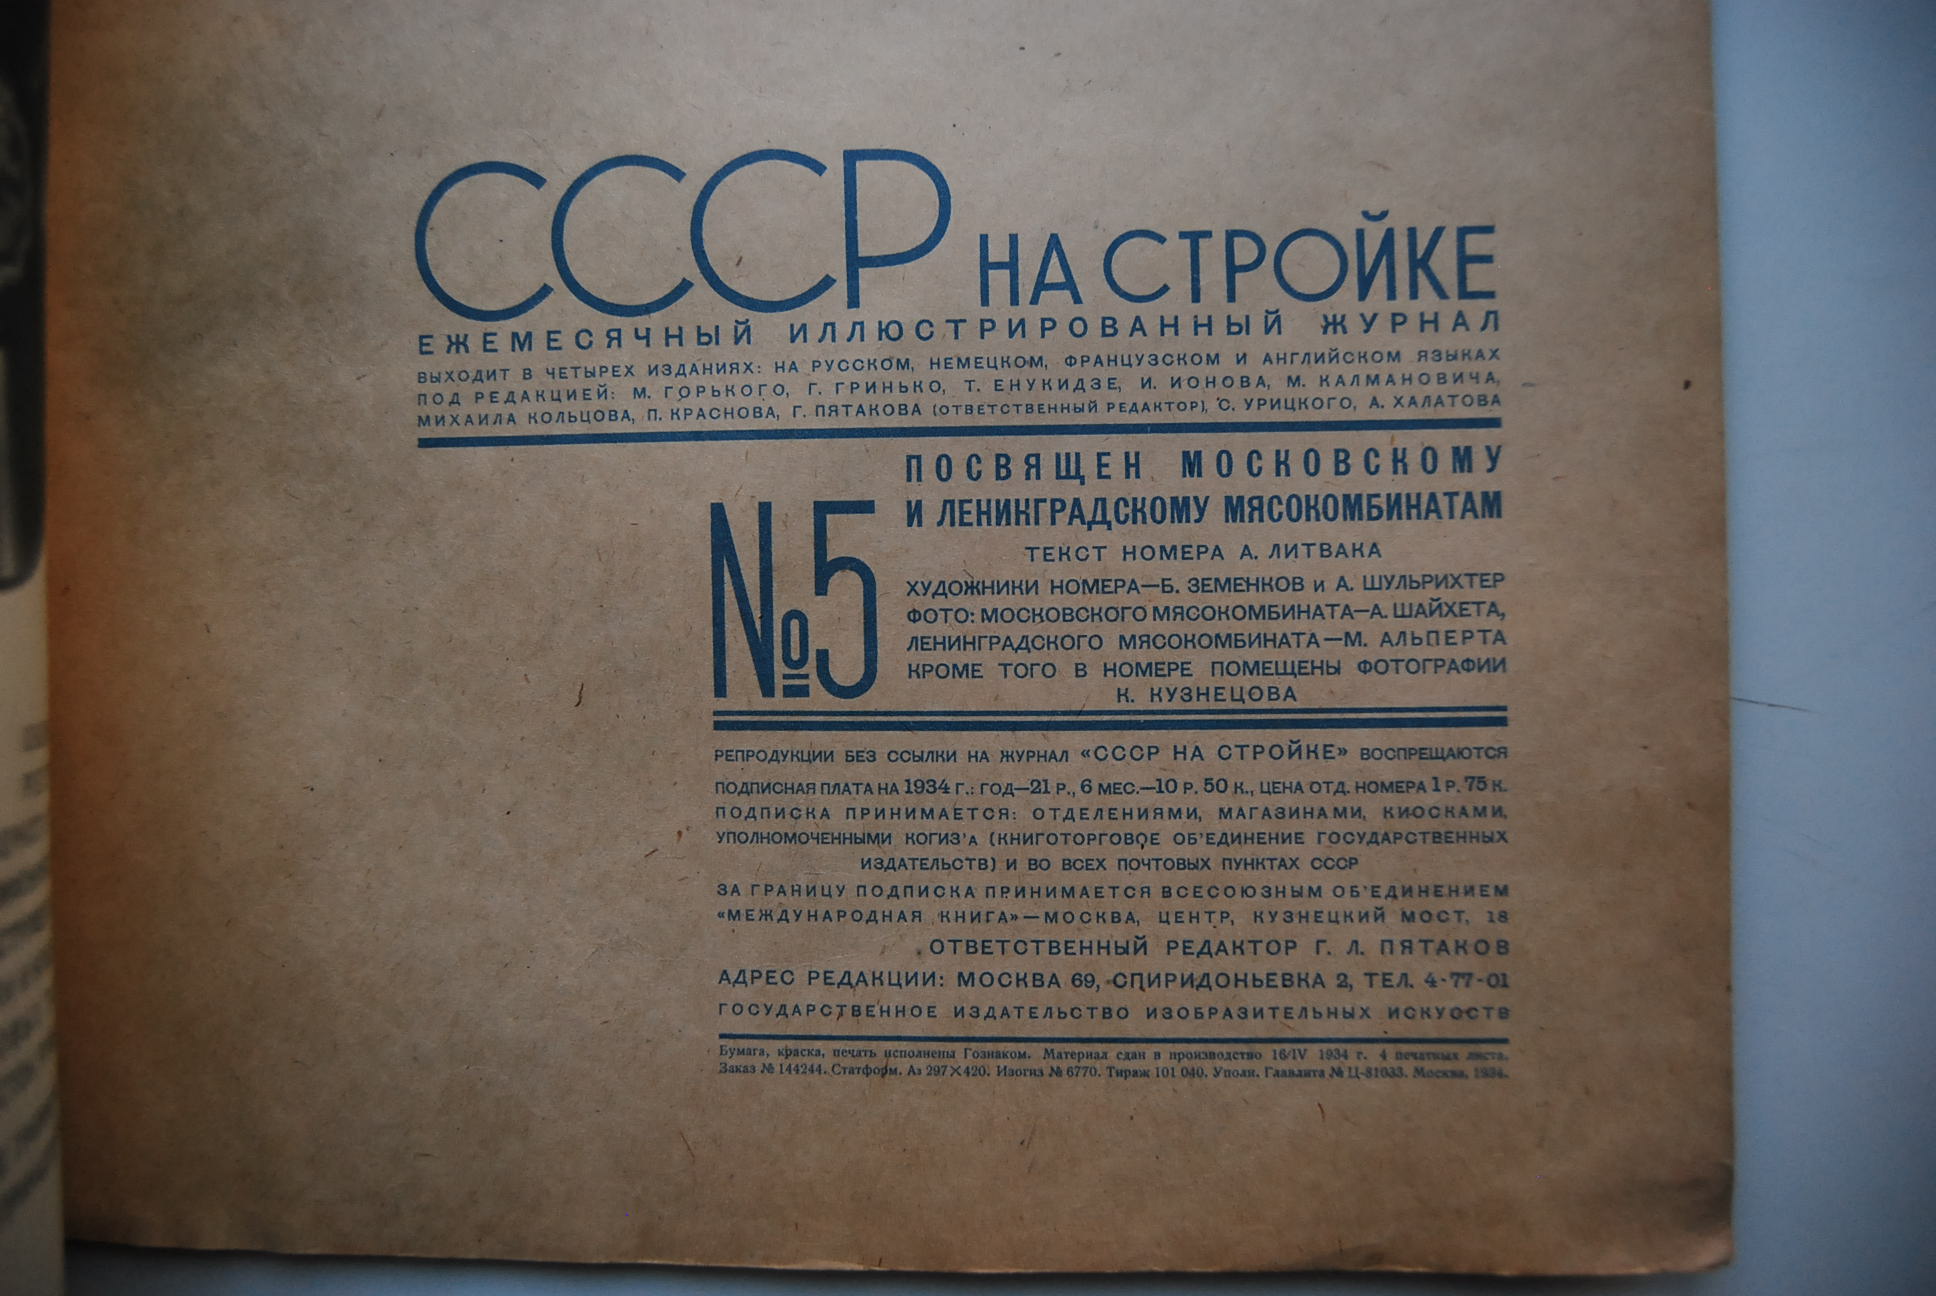 СССР НА СТРОЙКЕ
ЕЖЕМЕСЯЧНЫЙ ИЛЛЮСТРИРОВАННЫЙ ЖУРНАЛ
ВЫХОДИТ В ЧЕТЫРЕХ ИЗДАНИЯХ: НА РУССКОМ, НЕМЕЦКОМ, ФРАНЦУЗСКОМ И АНГЛИЙСКОМ ЯЗЫКАХ
ПОД РЕДАКЦИЕЙ: М. ГОРЬКОГО, Г. ГРИНЬКО, Т. ЕНУКИДЗЕ, И. ИОНОВА, М. КАЛМАНОВИЧА,
МИХАИЛА КОЛЬЦОВА, П. КРАСНОВА, Г. ПЯТАКОВА (ОТВЕТСТВЕННЫЙ РЕДАКТОР), С. УРИЦКОГО, А. ХАЛАТОВА
№5
ПОСВЯЩЕН МОСКОВСКОМУ
И ЛЕНИНГРАДСКОМУ МЯСОКОМБИНАТАМ
ТЕКСТ НОМЕРА А. ЛИТВАКА
ХУДОЖНИКИ НОМЕРА—Б. ЗЕМЕНКОВ и А. ШУЛЬРИХТЕР
ФОТО: МОСКОВСКОГО МЯСОКОМБИНАТА—А. ШАЙХЕТА,
ЛЕНИНГРАДСКОГО МЯСОКОМБИНАТА—М. АЛЬПЕРТА
КРОМЕ ТОГО В НОМЕРЕ ПОМЕЩЕНЫ ФОТОГРАФИИ
К. КУЗНЕЦОВА
РЕПРОДУКЦИИ БЕЗ ССЫЛКИ НА ЖУРНАЛ «СССР НА СТРОЙКЕ» ВОСПРЕЩАЮТСЯ
ПОДПИСНАЯ ПЛАТА НА 1934 Г.: ГОД—21 Р., 6 МЕС.—10 Р. 50 К., ЦЕНА ОТД. НОМЕРА 1 Р. 75 К.
ПОДПИСКА ПРИНИМАЕТСЯ: ОТДЕЛЕНИЯМИ, МАГАЗИНАМИ, КИОСКАМИ,
УПОЛНОМОЧЕННЫМИ КОГИЗ'А (КНИГОТОРГОВОЕ ОБ'ЕДИНЕНИЕ ГОСУДАРСТВЕННЫХ
ИЗДАТЕЛЬСТВ) И ВО ВСЕХ ПОЧТОВЫХ ПУНКТАХ СССР
ЗА ГРАНИЦУ ПОДПИСКА ПРИНИМАЕТСЯ ВСЕСОЮЗНЫМ ОБ'ЕДИНЕНИЕМ
«МЕЖДУНАРОДНАЯ КНИГА»—МОСКВА, ЦЕНТР, КУЗНЕЦКИЙ МОСТ, 18
ОТВЕТСТВЕННЫЙ РЕДАКТОР Г. Л. ПЯТАКОВ
АДРЕС РЕДАКЦИИ: МОСКВА 69, СПИРИДОНЬЕВКА 2, ТЕЛ. 4-77-01
ГОСУДАРСТВЕННОЕ ИЗДАТЕЛЬСТВО ИЗОБРАЗИТЕЛЬНЫХ ИСКУССТВ
Бумага, краска, печать исполнены Гознаком. Материал сдан в производство 16/IV 1934 г. 4 печатных листа.
Заказ № 144244. Статформ. Аз 297×420. Изогиз № 6770. Тираж 101 040. Уполн. Главлита № Ц-81033. Москва, 1934.